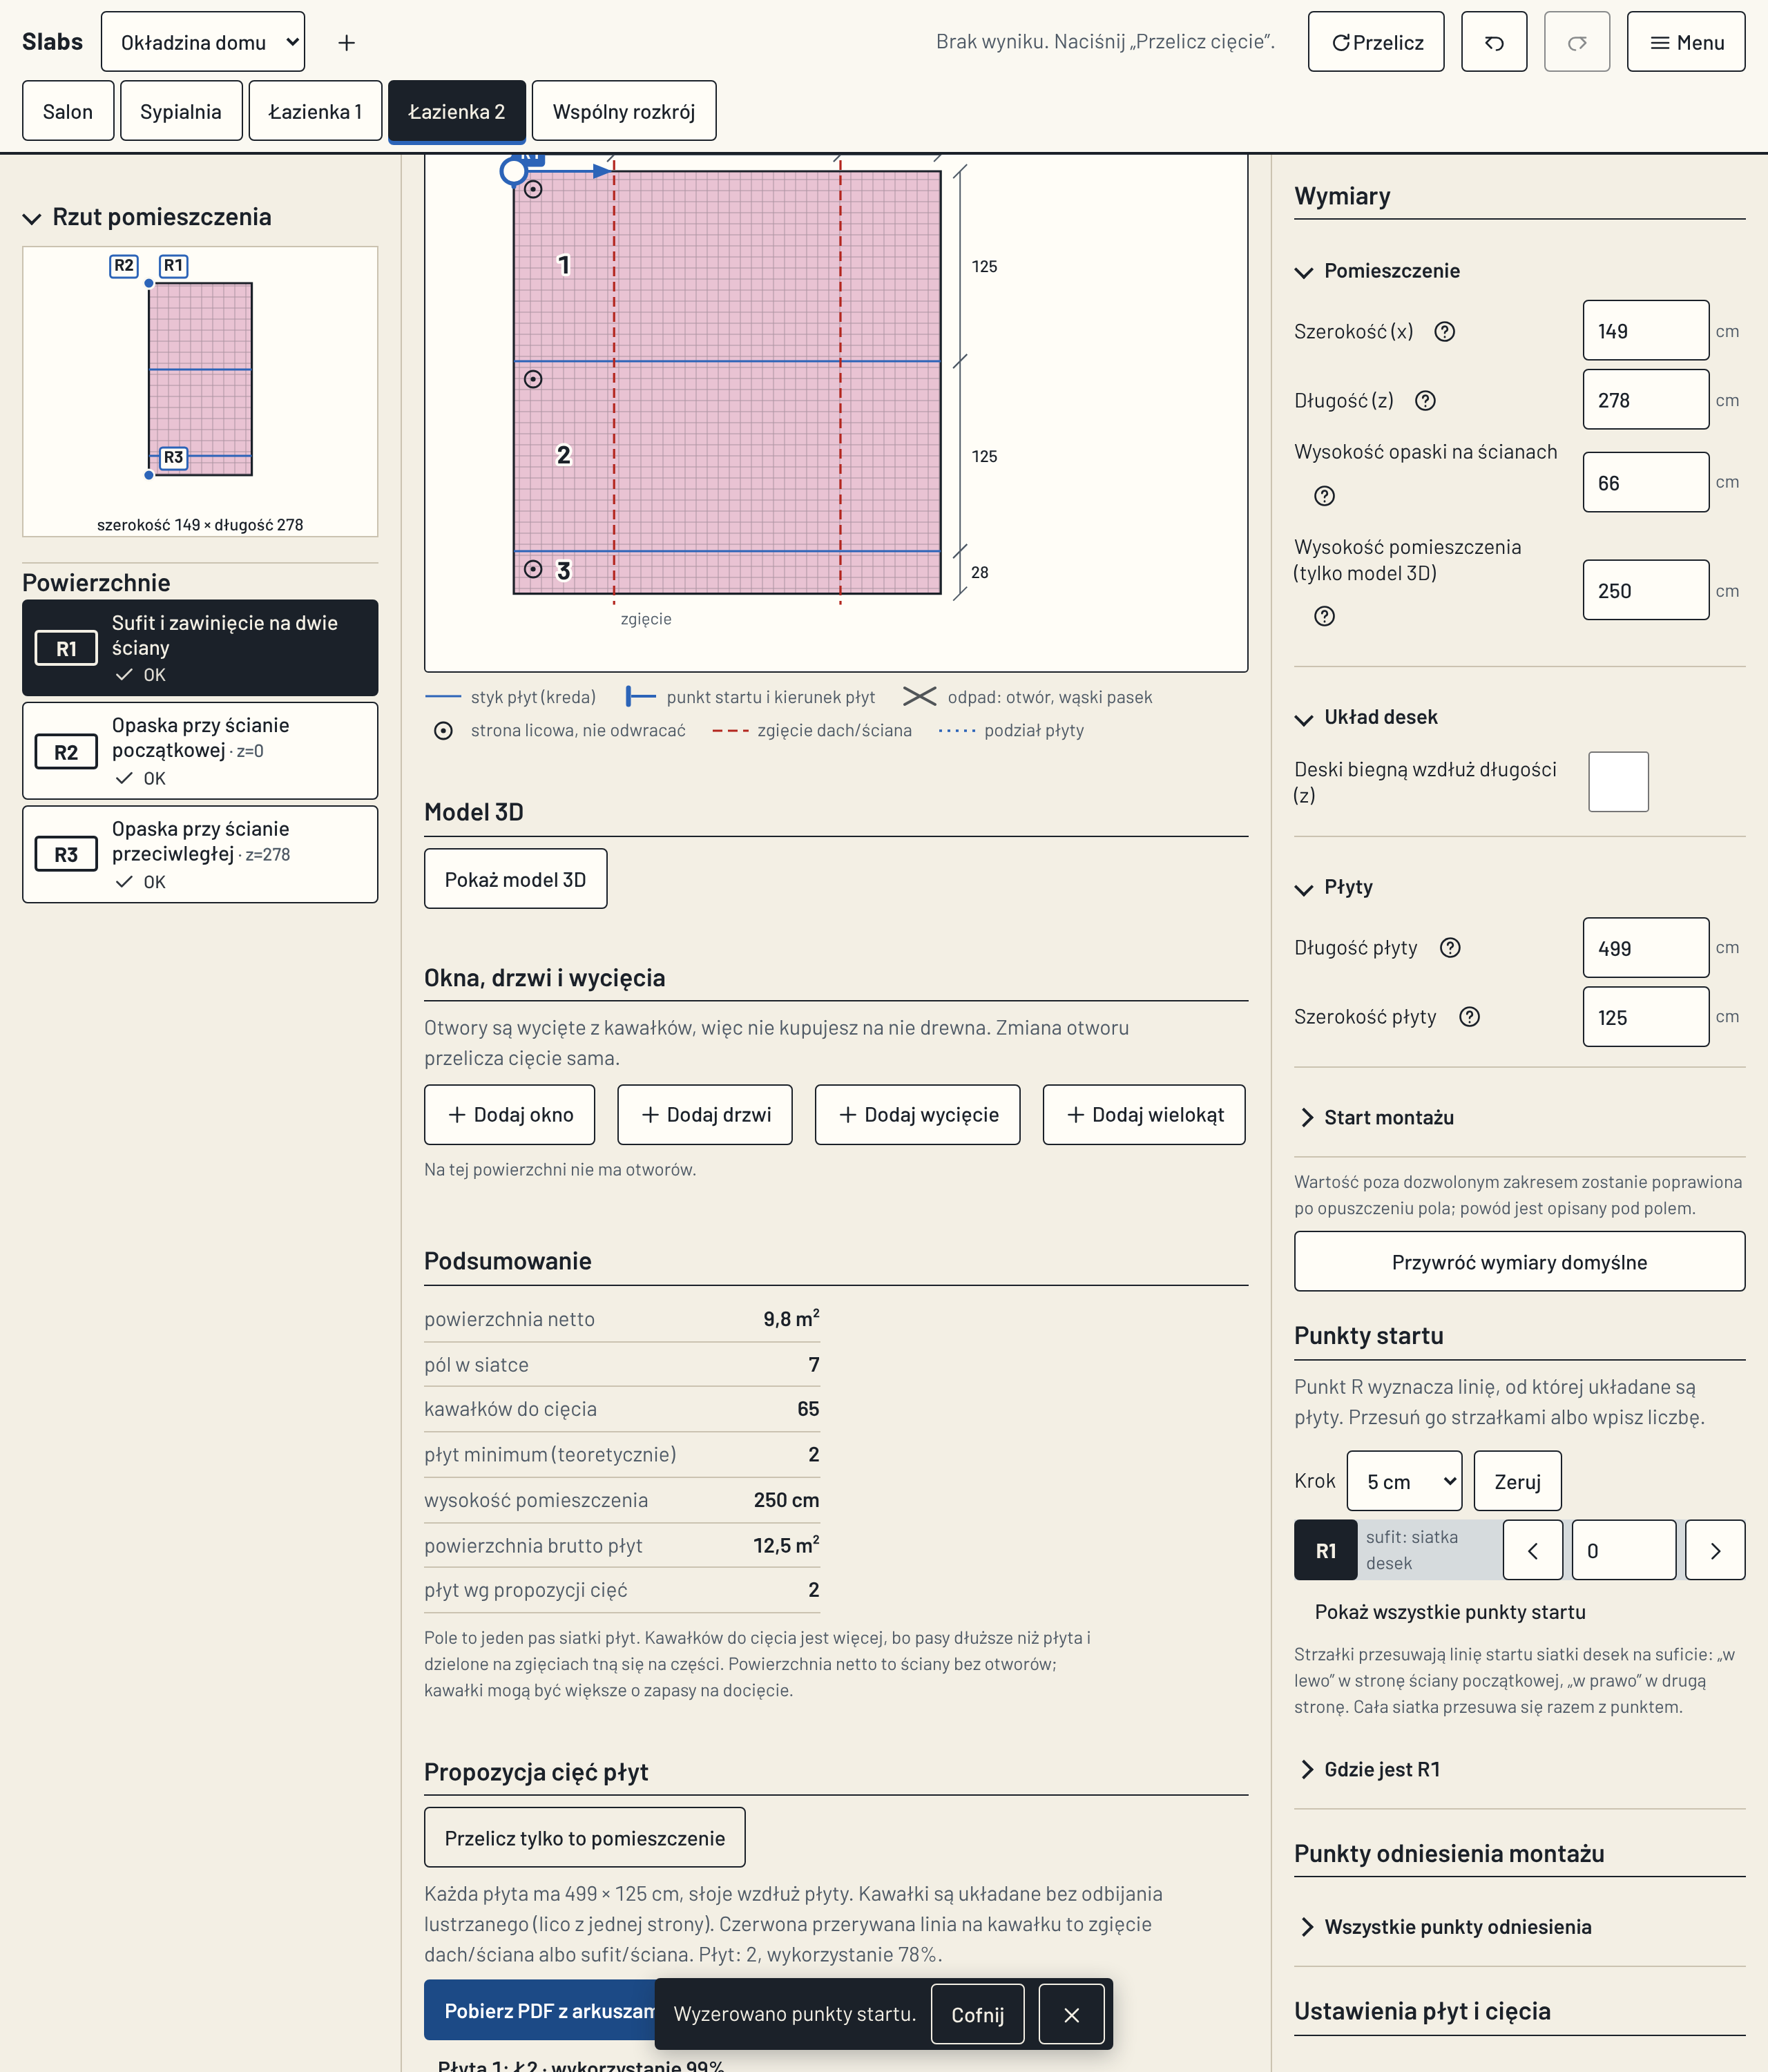 Slabs
Okładzina domu
Brak wyniku. Naciśnij „Przelicz cięcie”.
Przelicz
Menu
Salon
Sypialnia
Łazienka 1
Łazienka 2
Wspólny rozkrój
Rzut pomieszczenia
R2
R1
R3
szerokość 149 × długość 278
Powierzchnie
R1
Sufit i zawinięcie na dwie
ściany
OK
R2
Opaska przy ścianie
początkowej · z=0
OK
R3
Opaska przy ścianie
przeciwległej · z=278
OK
1
125
2
125
3
28
zgięcie
styk płyt (kreda)
punkt startu i kierunek płyt
odpad: otwór, wąski pasek
strona licowa, nie odwracać
zgięcie dach/ściana
podział płyty
Model 3D
Pokaż model 3D
Okna, drzwi i wycięcia
Otwory są wycięte z kawałków, więc nie kupujesz na nie drewna. Zmiana otworu
przelicza cięcie sama.
Dodaj okno
Dodaj drzwi
Dodaj wycięcie
Dodaj wielokąt
Na tej powierzchni nie ma otworów.
Podsumowanie
powierzchnia netto 9,8 m²
pól w siatce 7
kawałków do cięcia 65
płyt minimum (teoretycznie) 2
wysokość pomieszczenia 250 cm
powierzchnia brutto płyt 12,5 m²
płyt wg propozycji cięć 2
Pole to jeden pas siatki płyt. Kawałków do cięcia jest więcej, bo pasy dłuższe niż płyta i
dzielone na zgięciach tną się na części. Powierzchnia netto to ściany bez otworów;
kawałki mogą być większe o zapasy na docięcie.
Propozycja cięć płyt
Przelicz tylko to pomieszczenie
Każda płyta ma 499 × 125 cm, słoje wzdłuż płyty. Kawałki są układane bez odbijania
lustrzanego (lico z jednej strony). Czerwona przerywana linia na kawałku to zgięcie
dach/ściana albo sufit/ściana. Płyt: 2, wykorzystanie 78%.
Pobierz PDF z arkuszam
Wyzerowano punkty startu.
Cofnij
Płyta 1: Ł2 · wykorzystanie 99%
Wymiary
Pomieszczenie
Szerokość (x)
149
cm
Długość (z)
278
cm
Wysokość opaski na ścianach
66
cm
Wysokość pomieszczenia
(tylko model 3D)
250
cm
Układ desek
Deski biegną wzdłuż długości
(z)
Płyty
Długość płyty
499
cm
Szerokość płyty
125
cm
Start montażu
Wartość poza dozwolonym zakresem zostanie poprawiona
po opuszczeniu pola; powód jest opisany pod polem.
Przywróć wymiary domyślne
Punkty startu
Punkt R wyznacza linię, od której układane są
płyty. Przesuń go strzałkami albo wpisz liczbę.
Krok
5 cm
Zeruj
R1
sufit: siatka
desek
0
Pokaż wszystkie punkty startu
Strzałki przesuwają linię startu siatki desek na suficie: „w
lewo” w stronę ściany początkowej, „w prawo” w drugą
stronę. Cała siatka przesuwa się razem z punktem.
Gdzie jest R1
Punkty odniesienia montażu
Wszystkie punkty odniesienia
Ustawienia płyt i cięcia